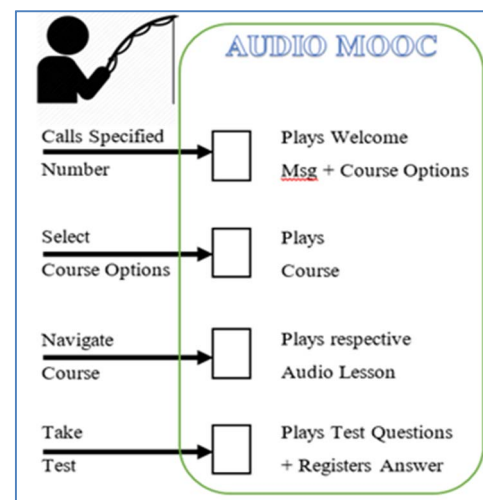 AUDIO MOOC
Calls Specified
Number
Plays Welcome
Msg + Course Options
Select
Course Options
Plays
Course
Navigate
Course
Plays respective
Audio Lesson
Take
Test
Plays Test Questions
+ Registers Answer